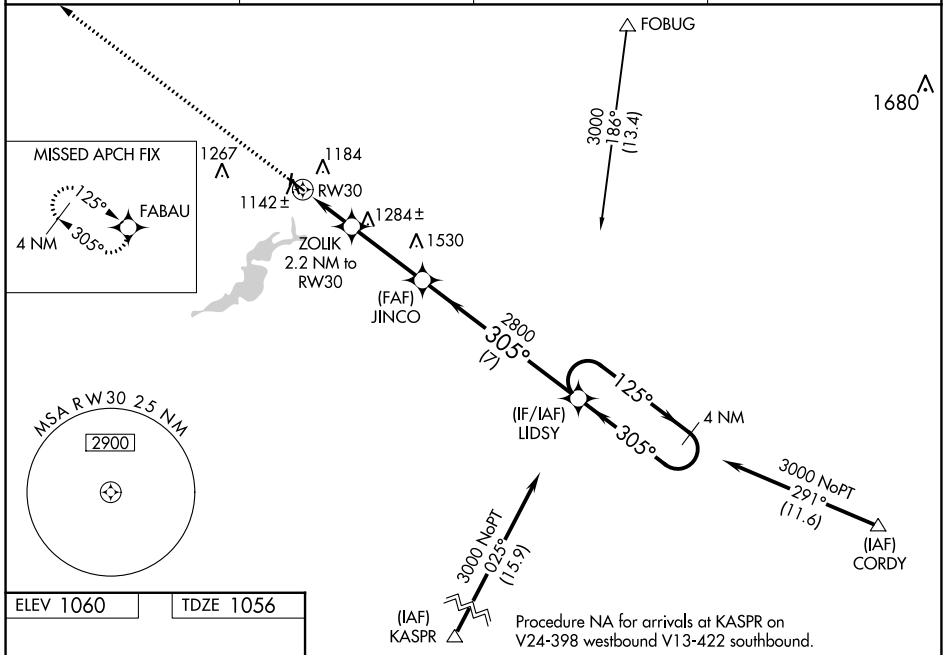 FOBUG
3000
186°
(13.4)
1680
MISSED APCH FIX
125°
FABAU
4 NM
305°
1267
1184
1142±
RW30
1284±
ZOLIK
2.2 NM to
RW30
1530
(FAF)
JINCO
2800
305°
(7)
(IF/IAF)
LIDSY
125°
4 NM
305°
MSA RW30 25 NM
2900
3000 NoPT
291°
(11.6)
(IAF)
CORDY
3000 NoPT
025°
(15.9)
(IAF)
KASPR
Procedure NA for arrivals at KASPR on
V24-398 westbound V13-422 southbound.
ELEV 1060
TDZE 1056